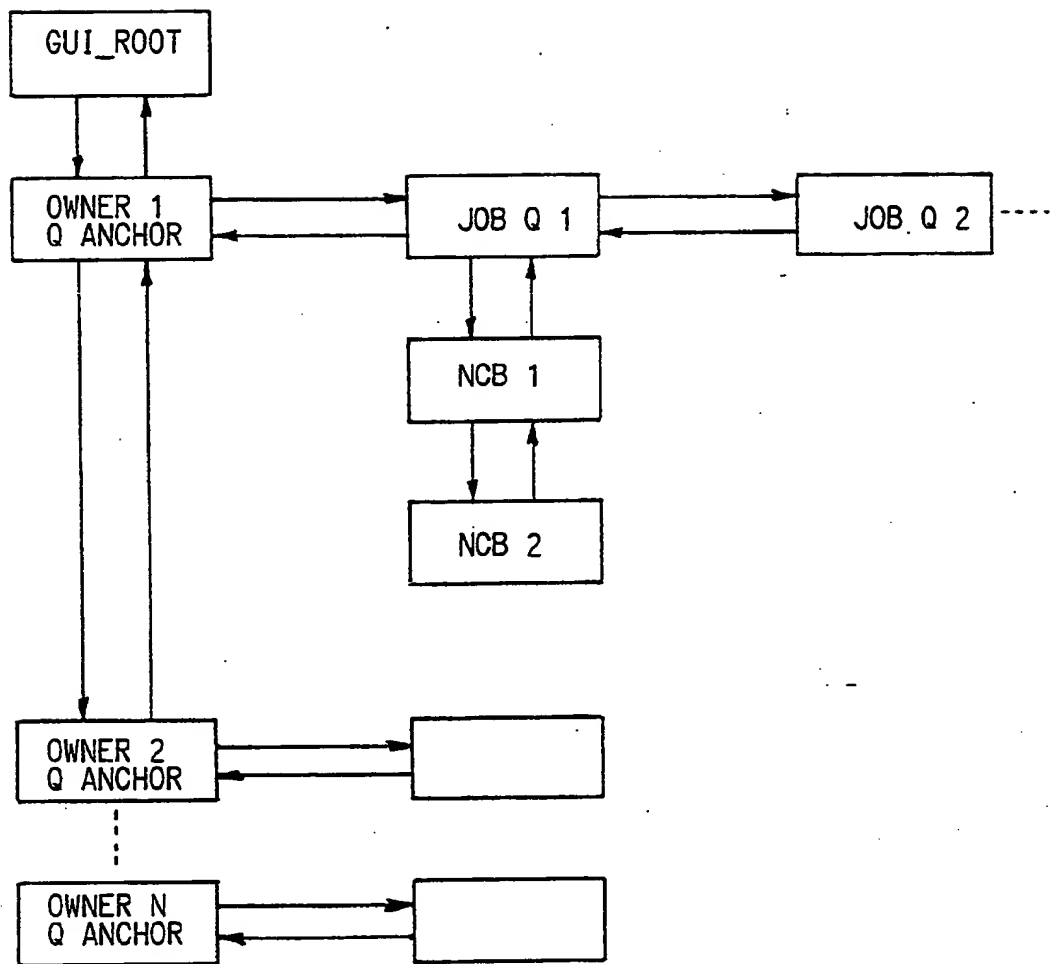 GUI_ROOT
OWNER 1
Q ANCHOR
JOB Q 1
JOB Q 2
NCB 1
NCB 2
OWNER 2
Q ANCHOR
OWNER N
Q ANCHOR